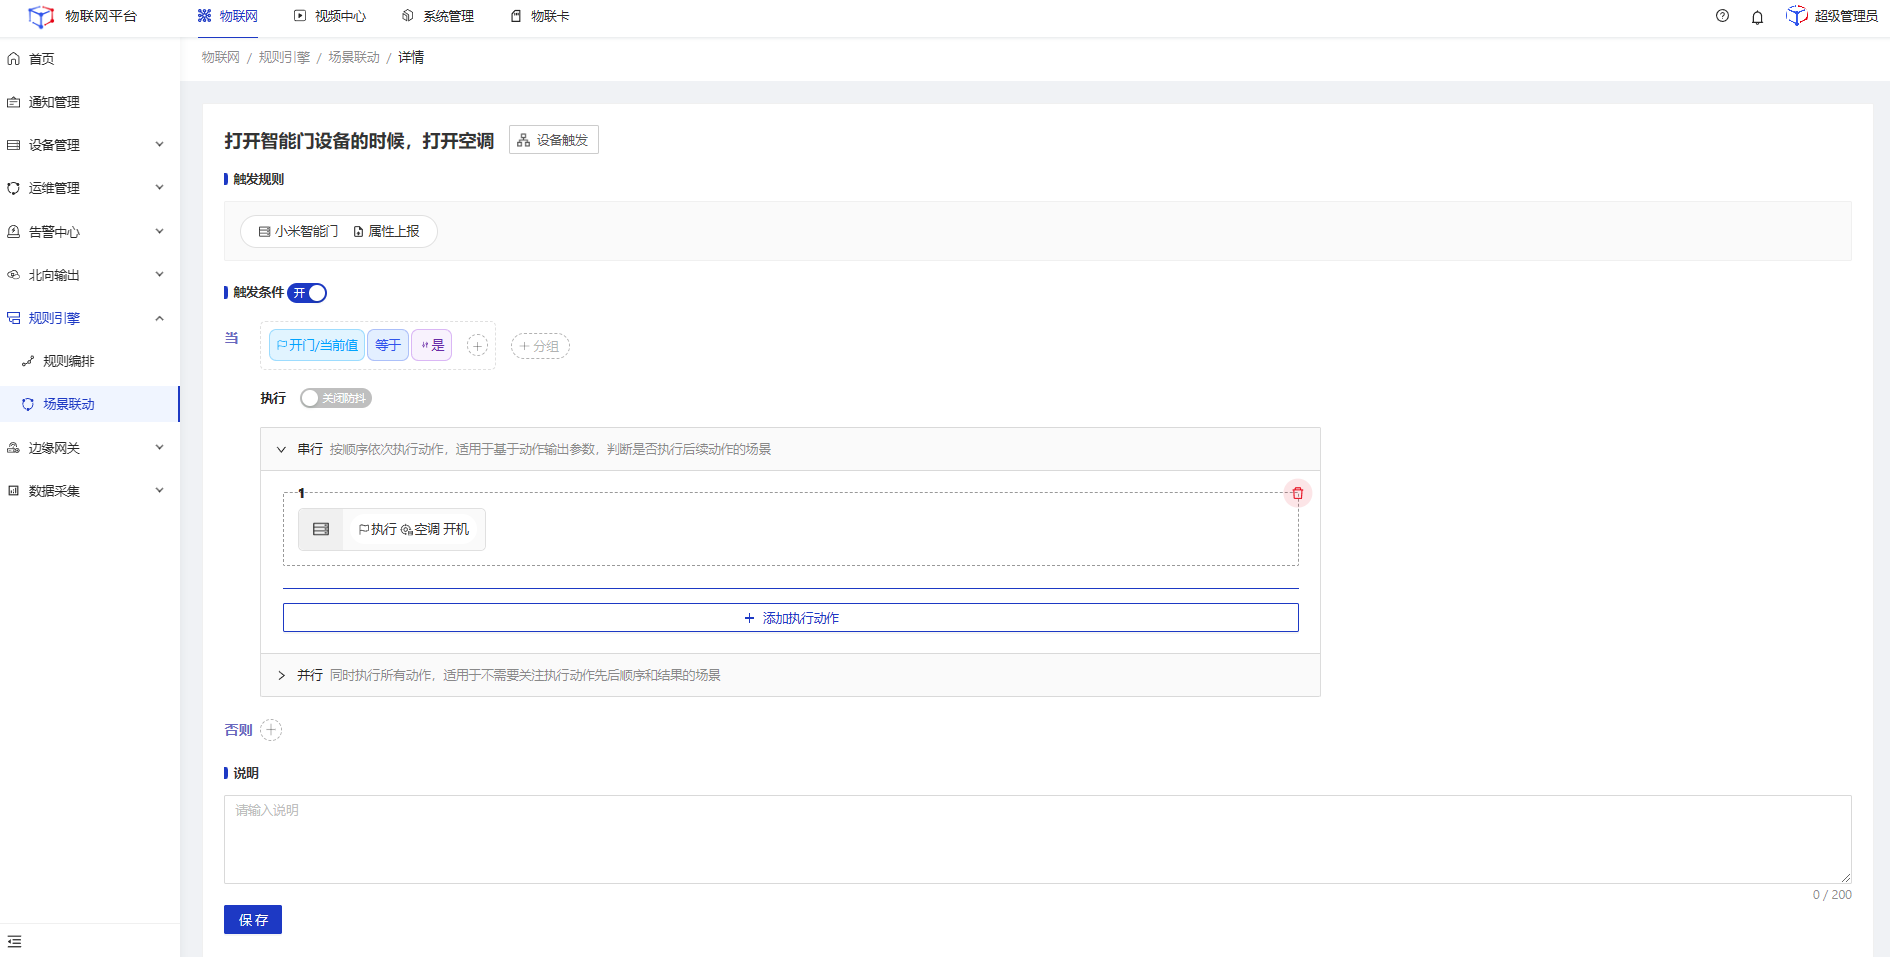 物联网平台
物联网
视频中心
系统管理
物联卡
超级管理员
首页
通知管理
设备管理
运维管理
告警中心
北向输出
规则引擎
规则编排
场景联动
边缘网关
数据采集
物联网 / 规则引擎 / 场景联动 / 详情
打开智能门设备的时候，打开空调
设备触发
触发规则
小米智能门 属性上报
触发条件 开
当
开门/当前值 等于 是
+ 分组
执行 关闭防抖
串行 按顺序依次执行动作，适用于基于动作输出参数，判断是否执行后续动作的场景
1
执行 空调 开机
+ 添加执行动作
并行 同时执行所有动作，适用于不需要关注执行动作先后顺序和结果的场景
否则
说明
请输入说明
0 / 200
保存